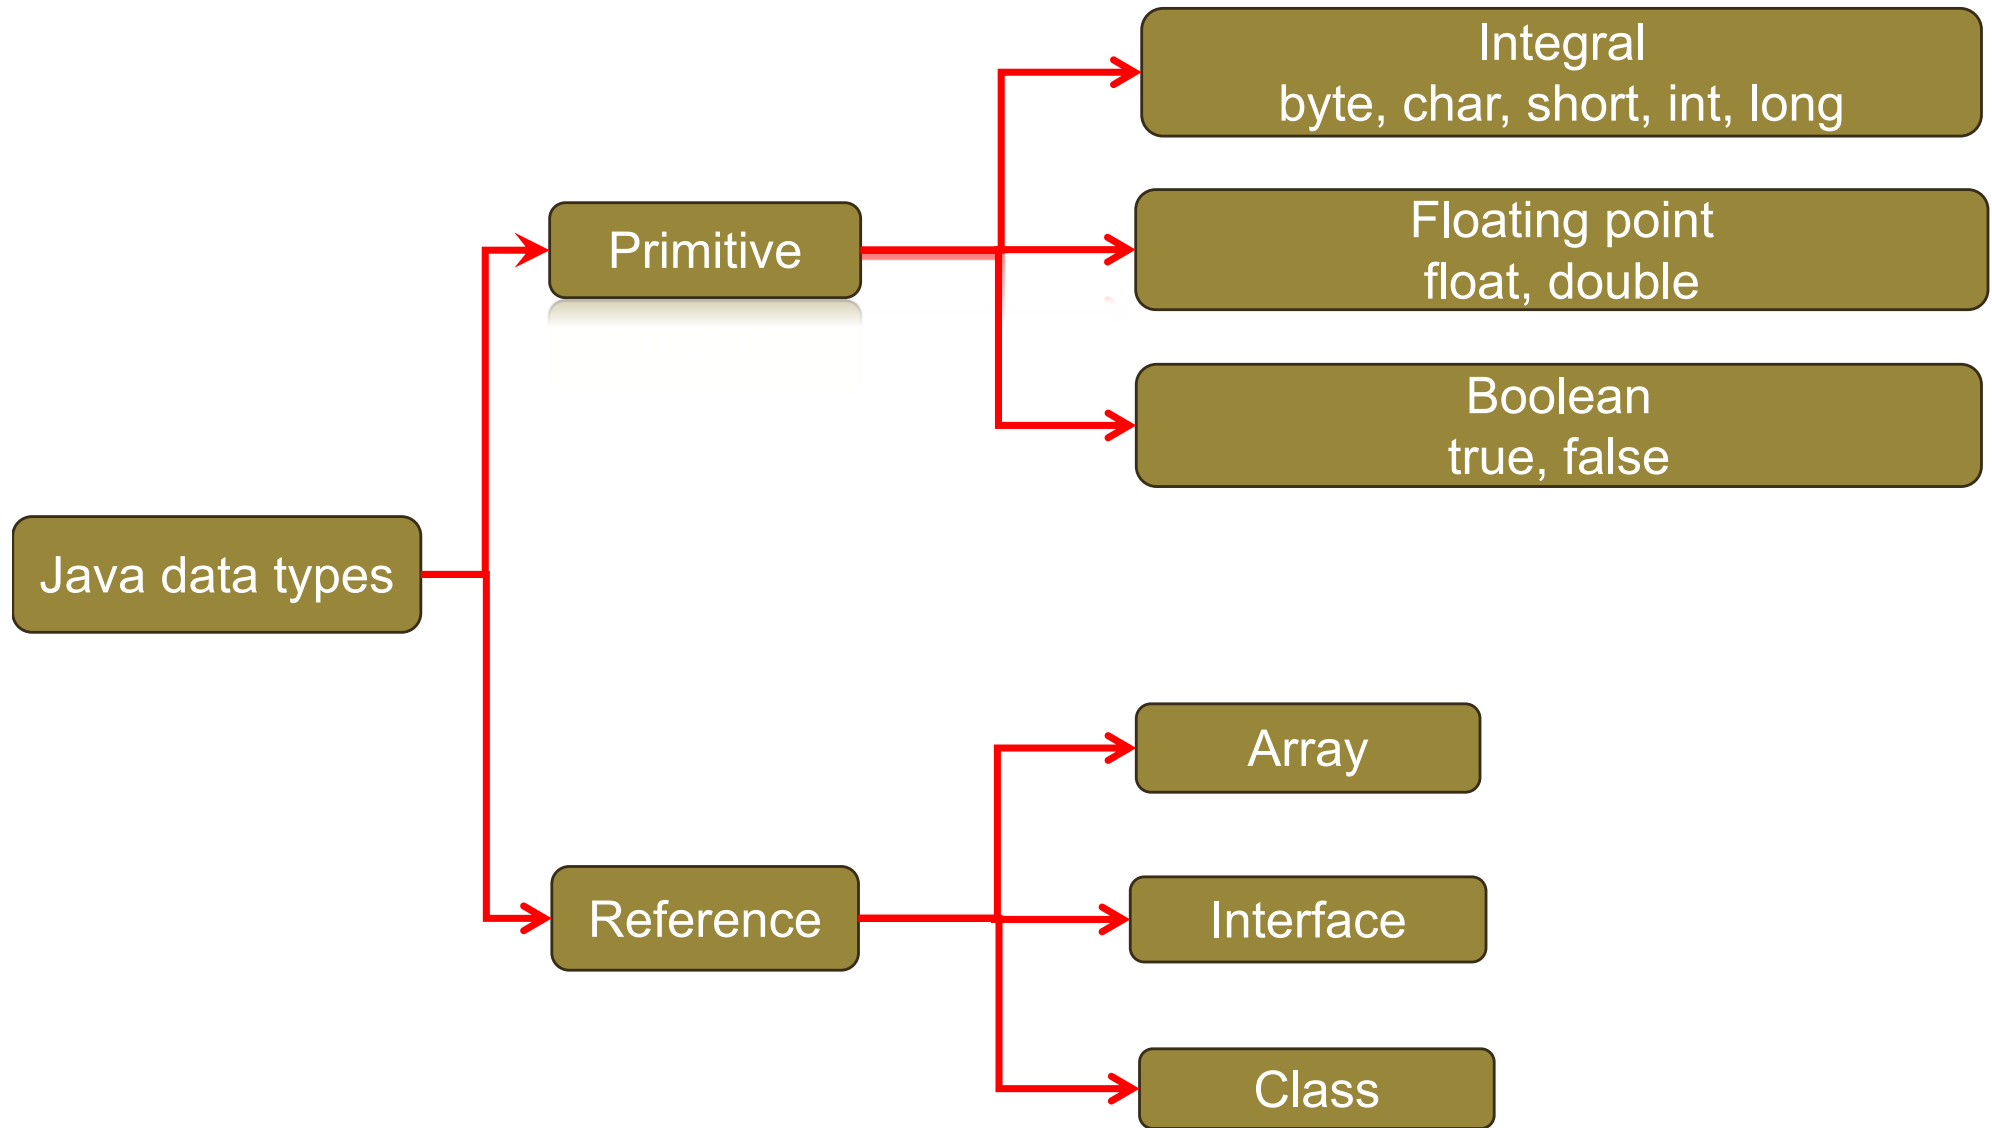 Integral
byte, char, short, int, long
Primitive
Floating point
float, double
Boolean
true, false
Java data types
Array
Reference
Interface
Class